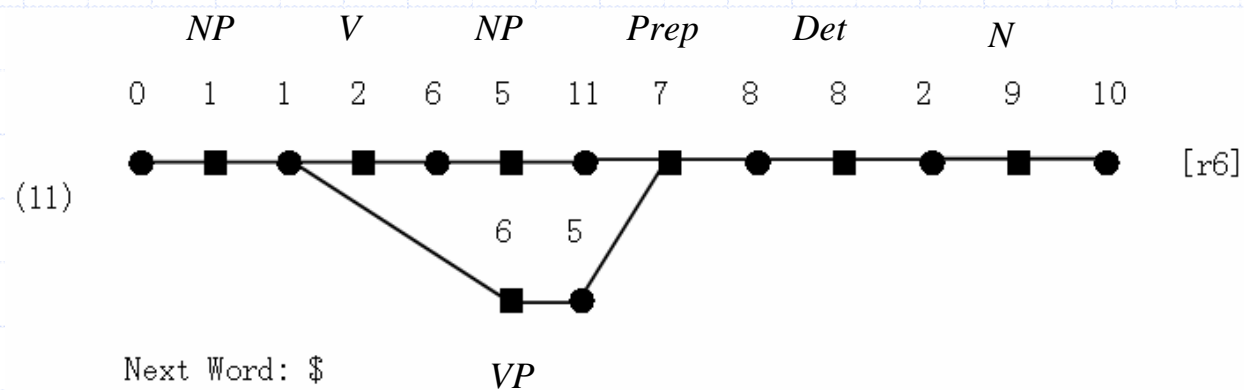 NP V NP Prep Det N
0 1 1 2 6 5 11 7 8 8 2 9 10
[r6]
(11)
6 5
Next Word: $ VP